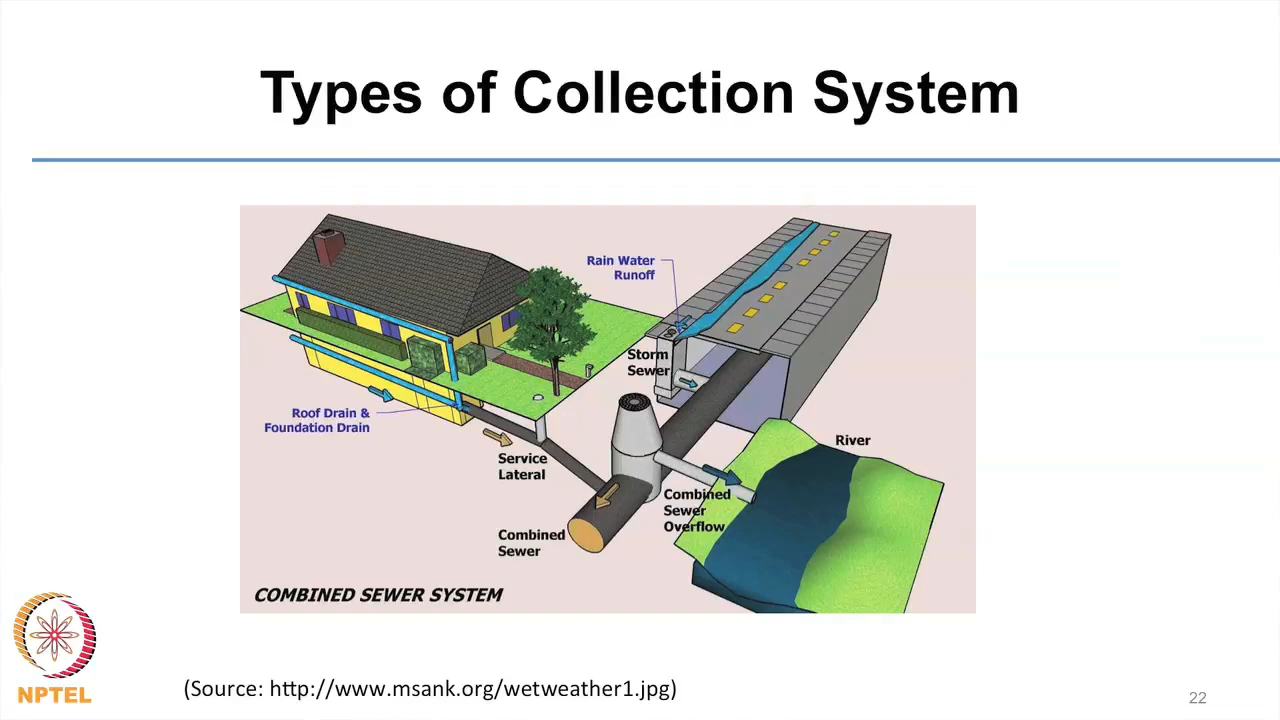 Types of Collection System
Rain Water
Runoff
Storm
Sewer
Roof Drain &
Foundation Drain
River
Service
Lateral
Combined
Sewer
Overflow
Combined
Sewer
COMBINED SEWER SYSTEM
NPTEL
(Source: http://www.msank.org/wetweather1.jpg)
22